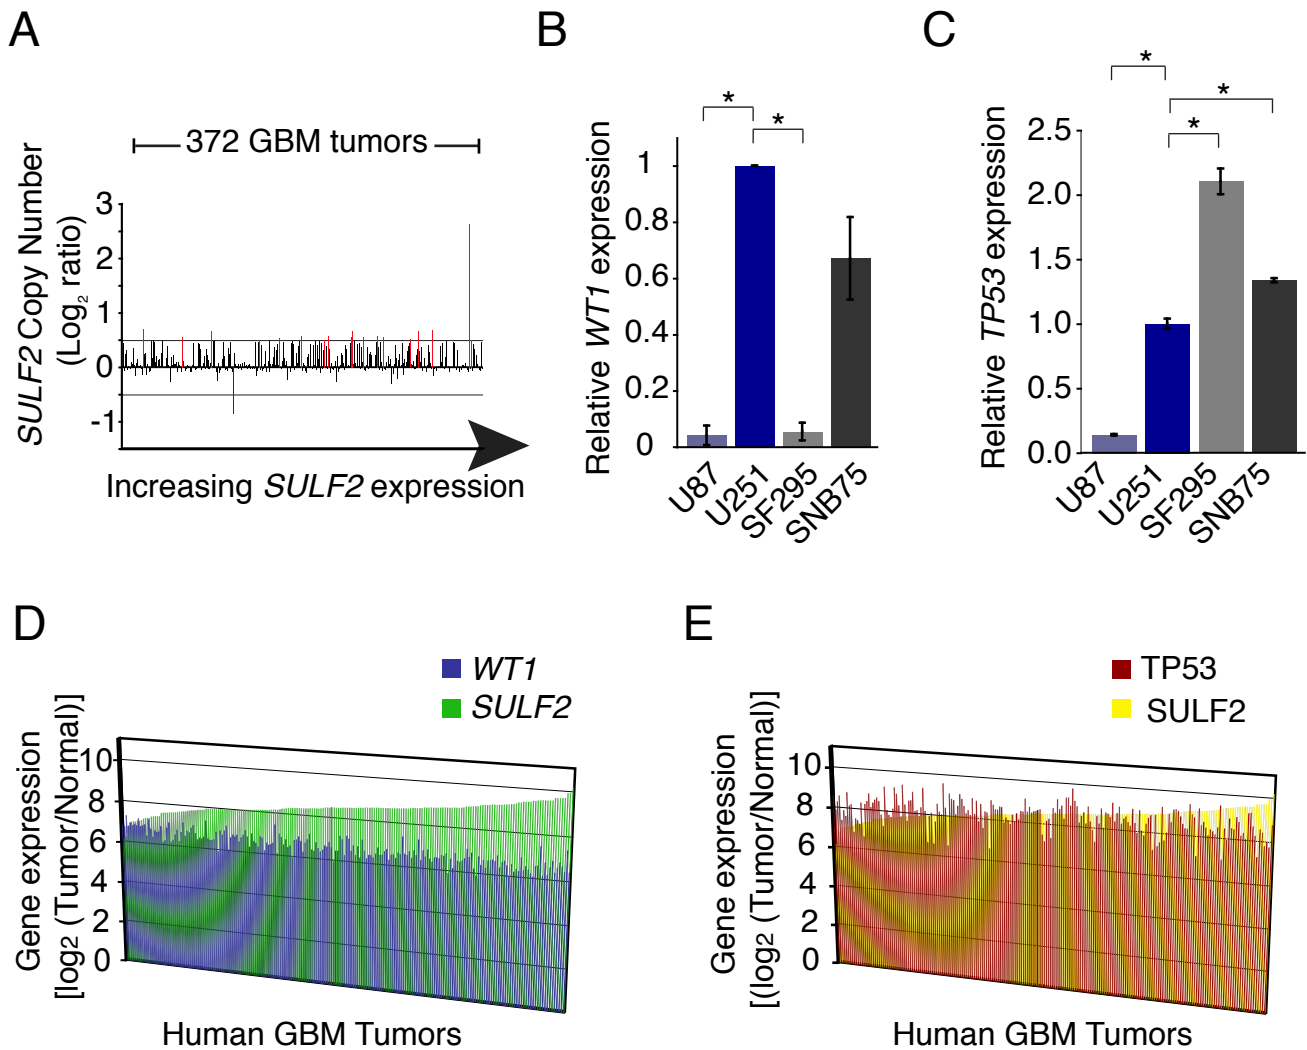 A
372 GBM tumors
SULF2 Copy Number
(Log2 ratio)
3
2
1
0
-1
Increasing SULF2 expression
B
*
*
Relative WT1 expression
1
0.8
0.6
0.4
0.2
0
U87
U251
SF295
SNB75
C
*
*
*
Relative TP53 expression
2.5
2.0
1.5
1.0
0.5
0.0
U87
U251
SF295
SNB75
D
WT1
SULF2
Gene expression
[log2 (Tumor/Normal)]
10
8
6
4
2
0
Human GBM Tumors
E
TP53
SULF2
Gene expression
[(log2 (Tumor/Normal)]
10
8
6
4
2
0
Human GBM Tumors